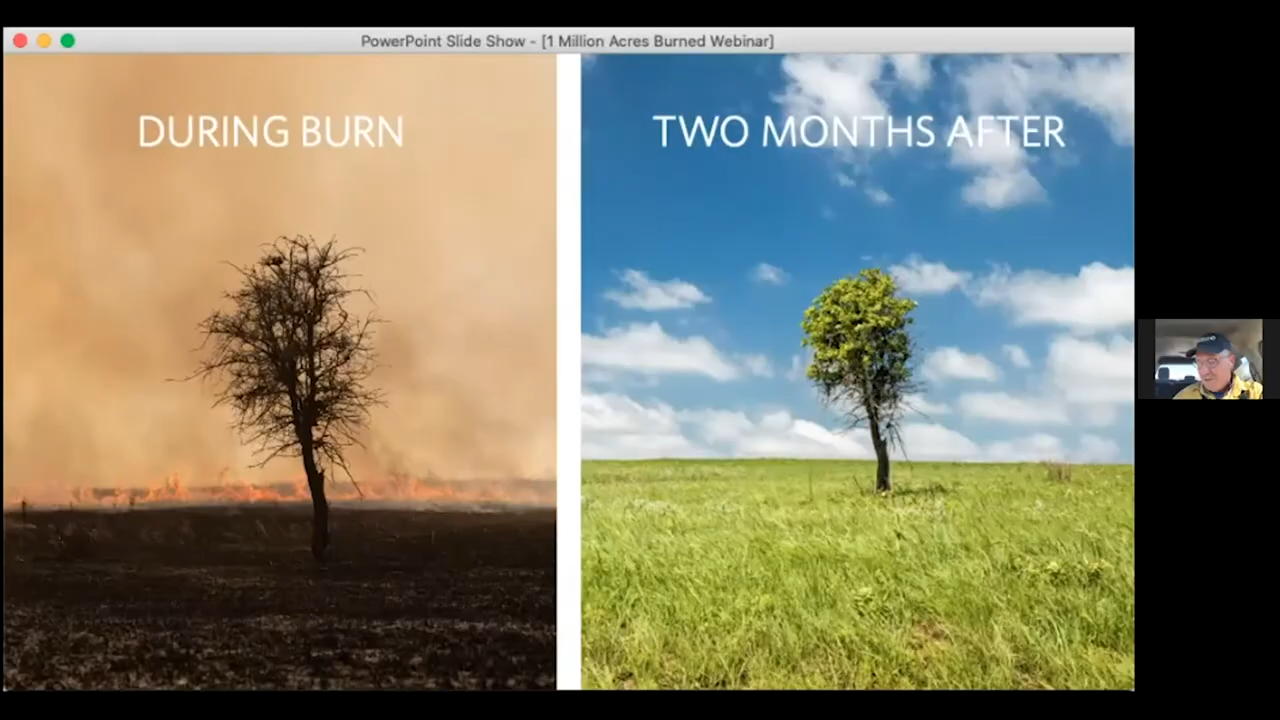 PowerPoint Slide Show - [1 Million Acres Burned Webinar]
DURING BURN
TWO MONTHS AFTER